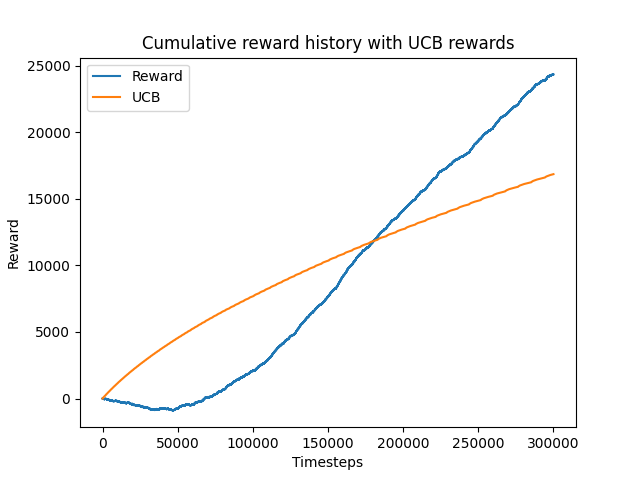 Cumulative reward history with UCB rewards
Reward
UCB
25000
20000
15000
10000
5000
0
Reward
0 50000 100000 150000 200000 250000 300000
Timesteps